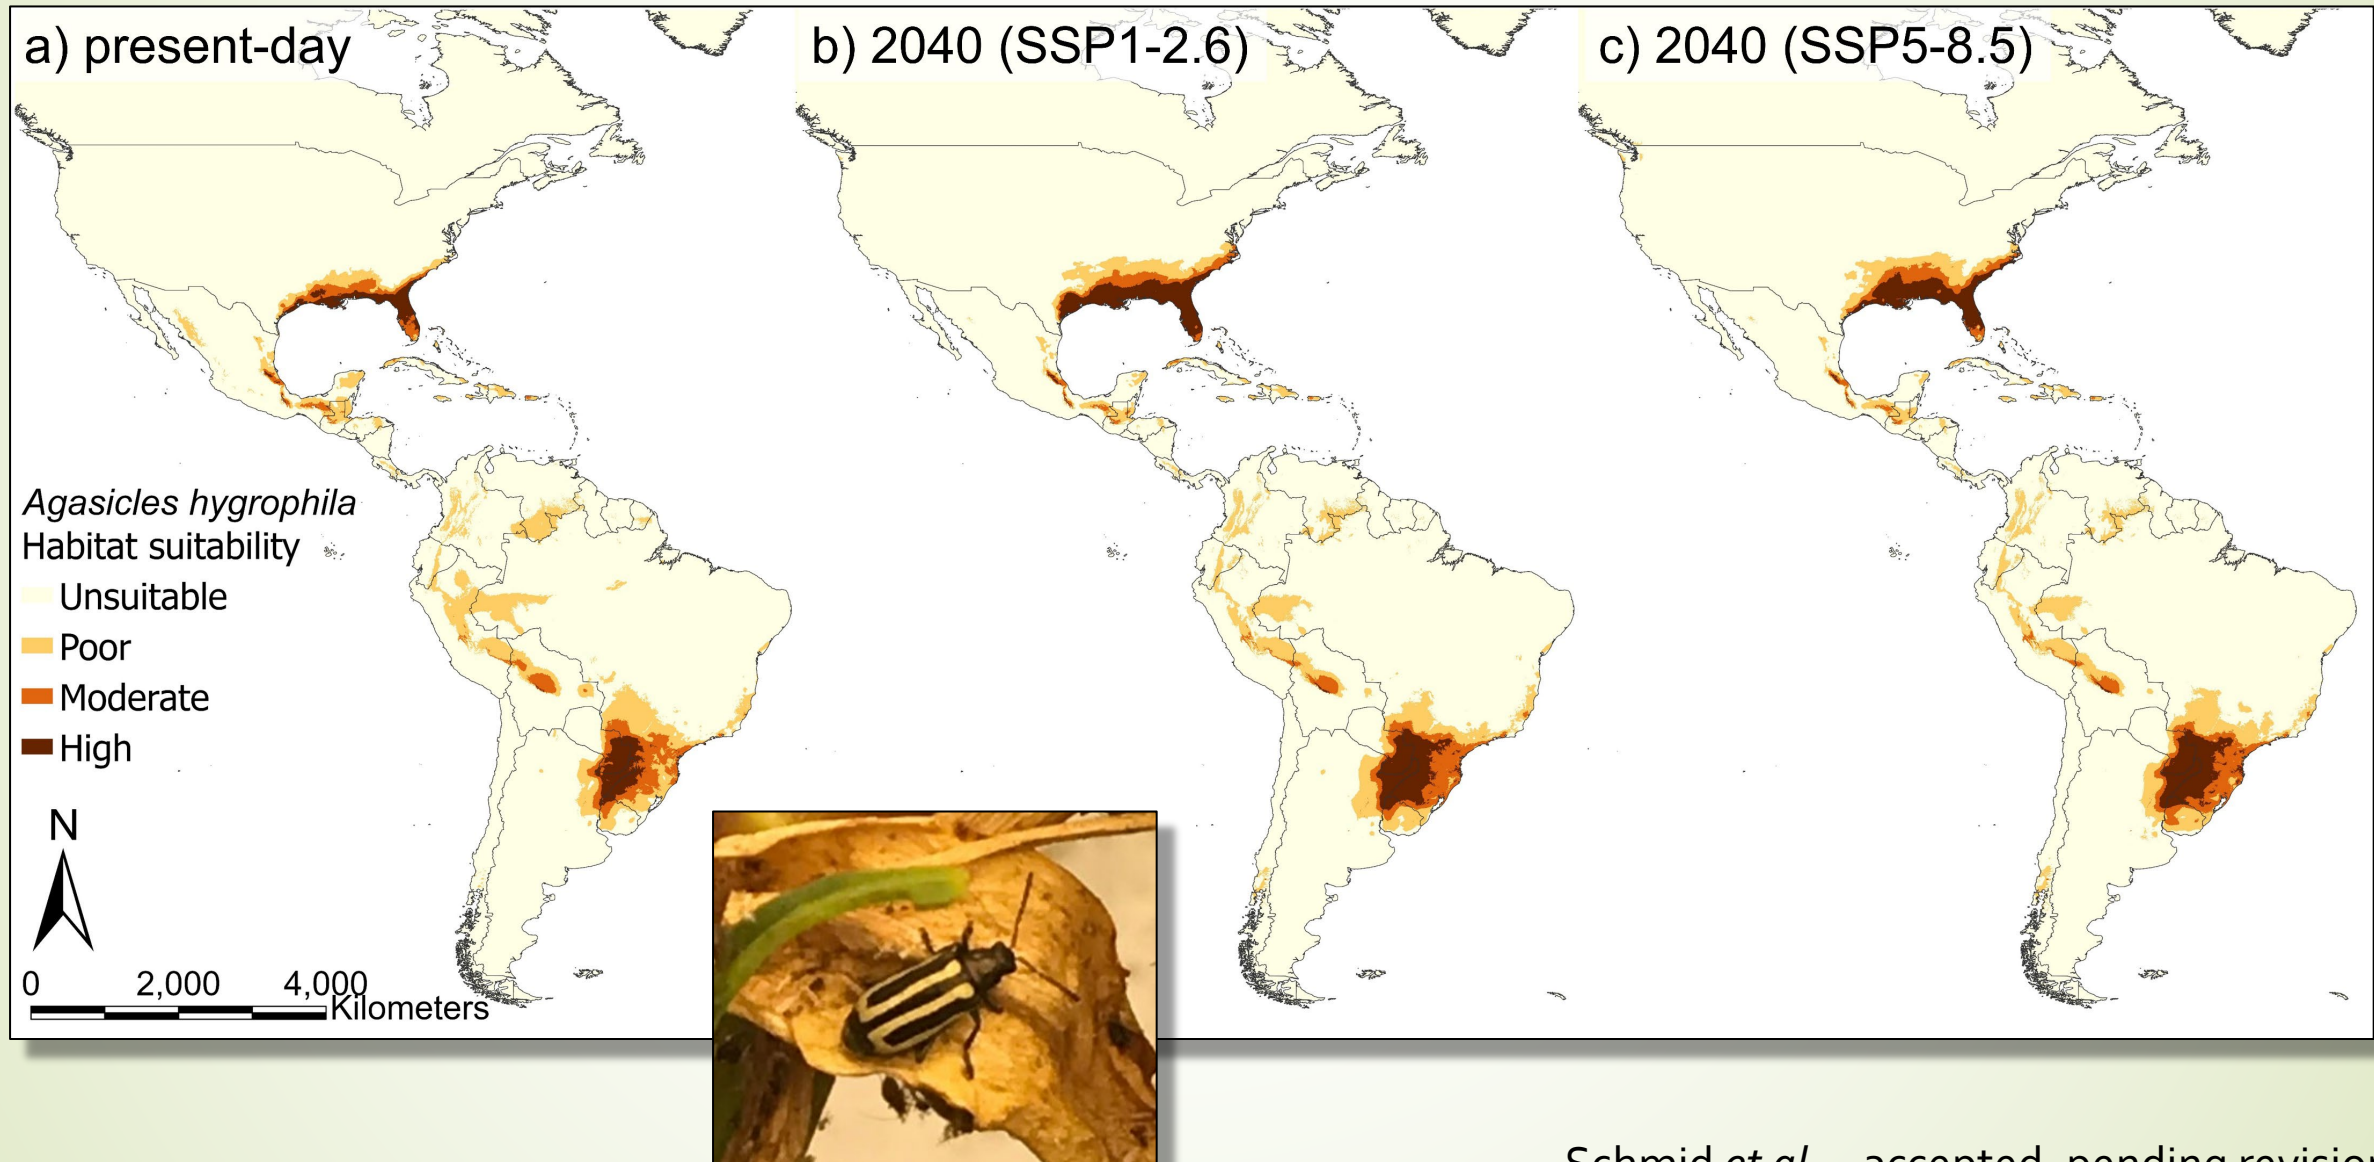 a) present-day
b) 2040 (SSP1-2.6)
c) 2040 (SSP5-8.5)
Agasicles hygrophila
Habitat suitability
Unsuitable
Poor
Moderate
High
N
0 2,000 4,000
Kilometers
Schmid et al. accepted, pending revision